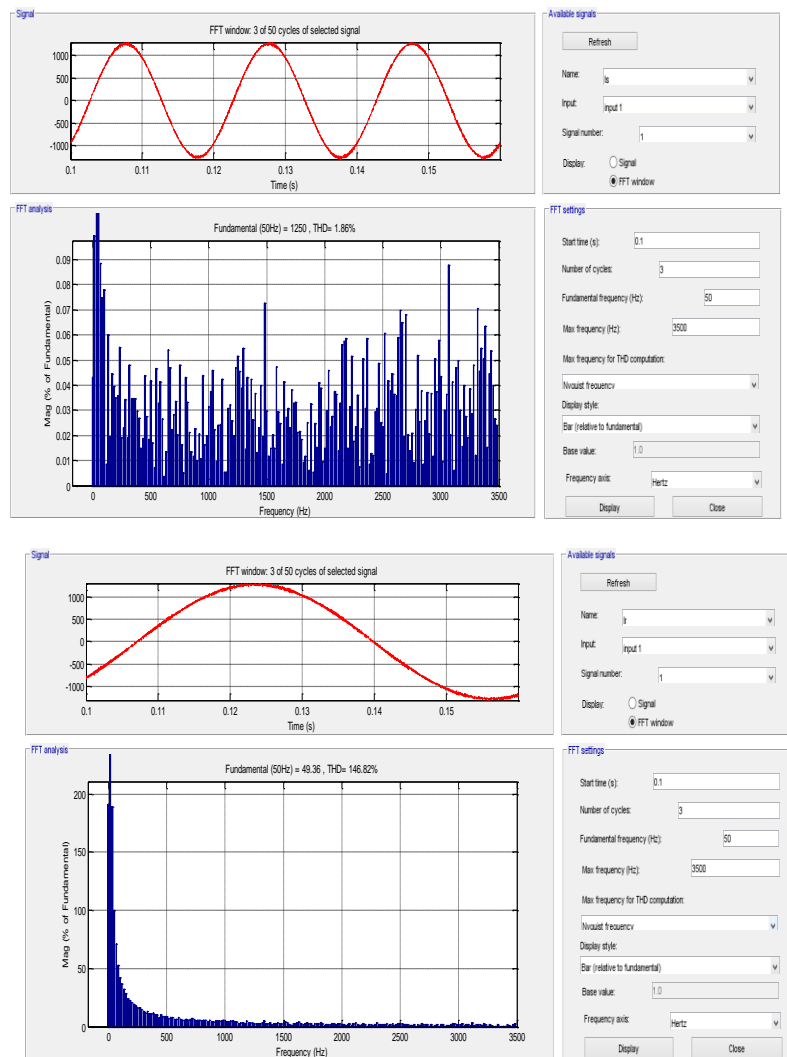 Signal
FFT window: 3 of 50 cycles of selected signal
1000
500
0
-500
-1000
0.1 0.11 0.12 0.13 0.14 0.15
Time (s)
Available signals
Refresh
Name: Is
Input: input 1
Signal number: 1
Display: Signal
FFT window
FFT analysis
Fundamental (50Hz) = 1250 , THD= 1.86%
Mag (% of Fundamental)
0.09
0.08
0.07
0.06
0.05
0.04
0.03
0.02
0.01
0
0 500 1000 1500 2000 2500 3000 3500
Frequency (Hz)
FFT settings
Start time (s): 0.1
Number of cycles: 3
Fundamental frequency (Hz): 50
Max frequency (Hz): 3500
Max frequency for THD computation:
Nyquist frequency
Display style:
Bar (relative to fundamental)
Base value: 1.0
Frequency axis: Hertz
Display Close
Signal
FFT window: 3 of 50 cycles of selected signal
1000
500
0
-500
-1000
0.1 0.11 0.12 0.13 0.14 0.15
Time (s)
Available signals
Refresh
Name: Ir
Input: input 1
Signal number: 1
Display: Signal
FFT window
FFT analysis
Fundamental (50Hz) = 49.36 , THD= 146.82%
Mag (% of Fundamental)
200
150
100
50
0
0 500 1000 1500 2000 2500 3000 3500
Frequency (Hz)
FFT settings
Start time (s): 0.1
Number of cycles: 3
Fundamental frequency (Hz): 50
Max frequency (Hz): 3500
Max frequency for THD computation:
Nyquist frequency
Display style:
Bar (relative to fundamental)
Base value: 1.0
Frequency axis: Hertz
Display Close